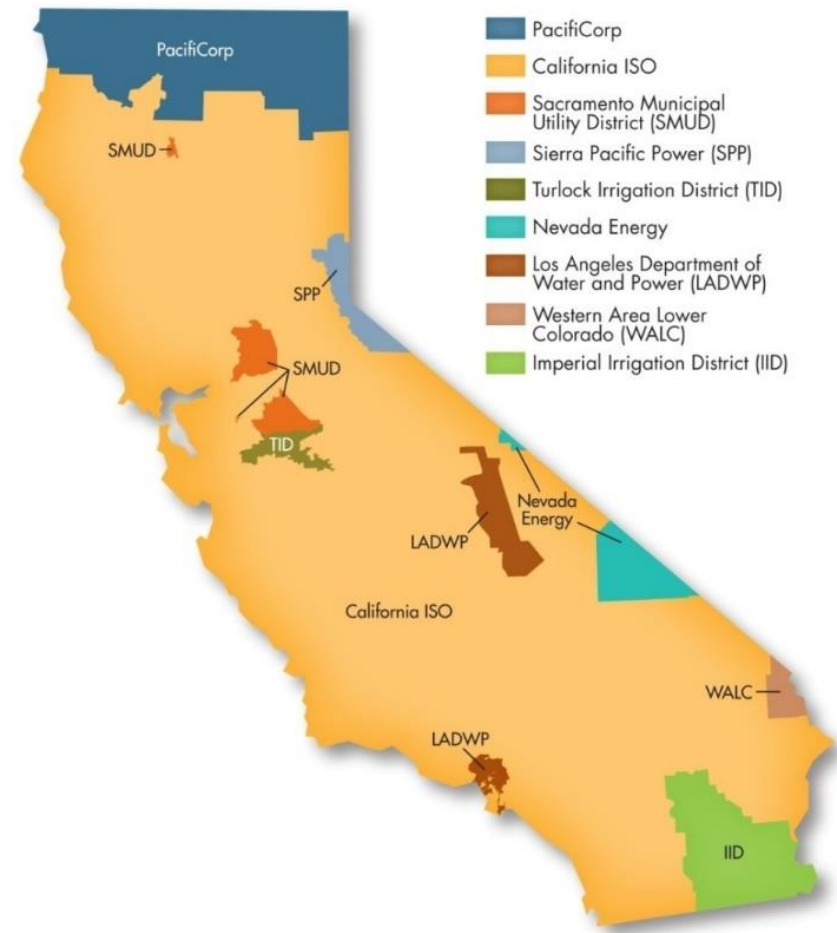 PacifiCorp
SMUD
SPP
SMUD
TID
LADWP
Nevada
Energy
California ISO
WALC
LADWP
IID
PacifiCorp
California ISO
Sacramento Municipal
Utility District (SMUD)
Sierra Pacific Power (SPP)
Turlock Irrigation District (TID)
Nevada Energy
Los Angeles Department of
Water and Power (LADWP)
Western Area Lower
Colorado (WALC)
Imperial Irrigation District (IID)